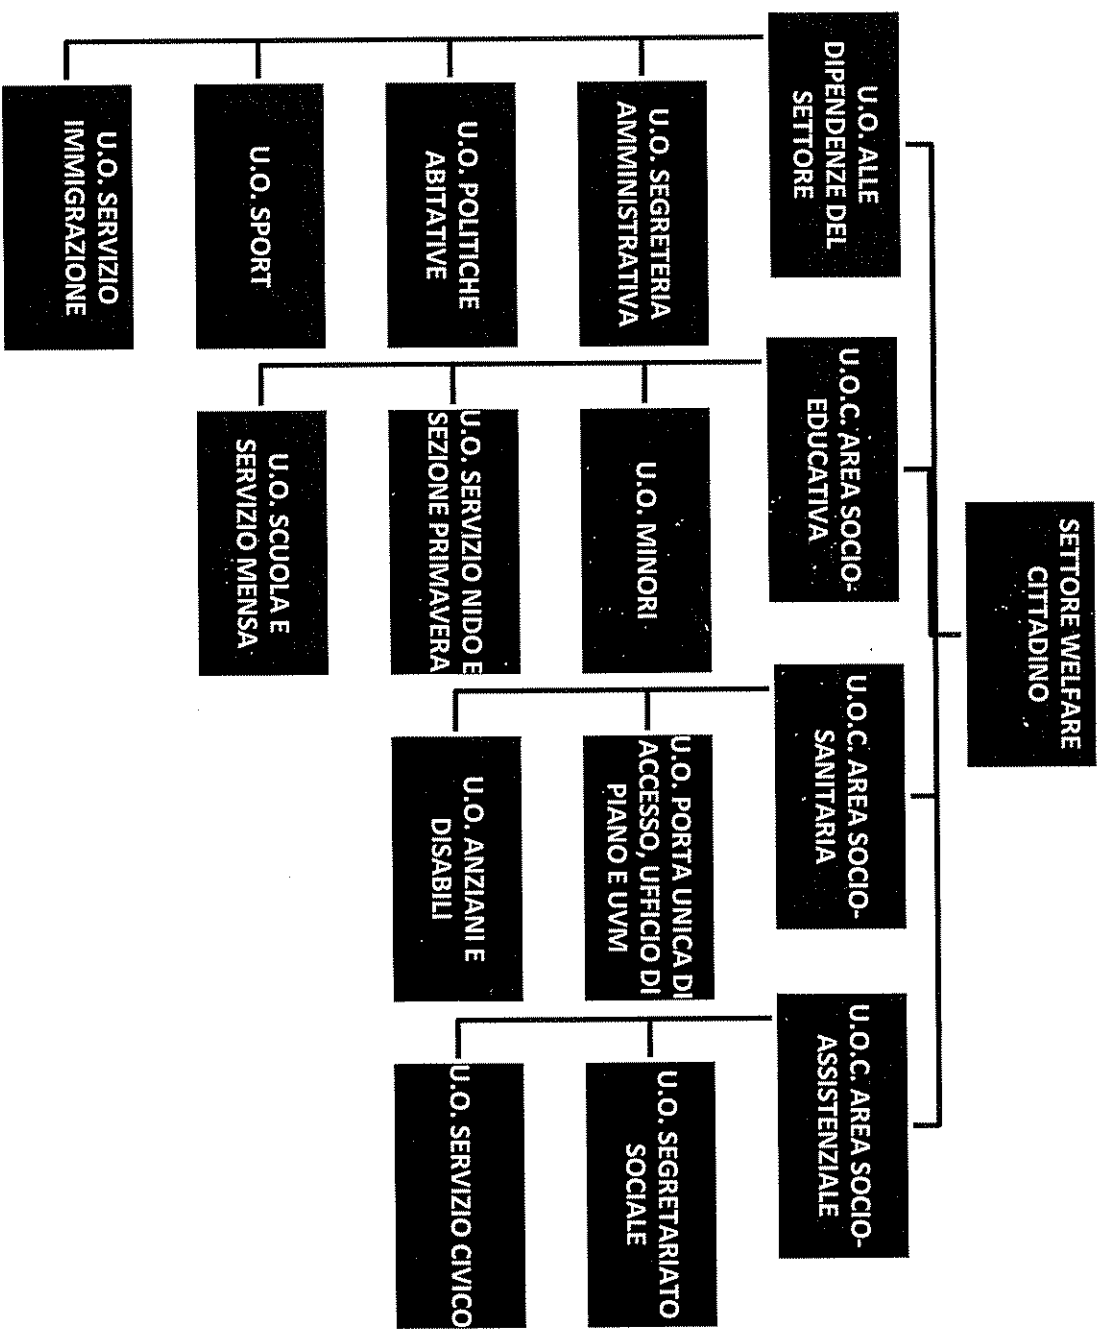 SETTORE WELFARE
CITTADINO
U.O. ALLE
DIPENDENZE DEL
SETTORE
U.O. SEGRETERIA
AMMINISTRATIVA
U.O. POLITICHE
ABITATIVE
U.O. SPORT
U.O. SERVIZIO
IMMIGRAZIONE
U.O.C. AREA SOCIO-
EDUCATIVA
U.O. MINORI
U.O. SERVIZIO NIDO E
SEZIONE PRIMAVERA
U.O. SCUOLA E
SERVIZIO MENSA
U.O.C. AREA SOCIO-
SANITARIA
U.O. PORTA UNICA DI
ACCESSO, UFFICIO DI
PIANO E UVM
U.O. ANZIANI E
DISABILI
U.O.C. AREA SOCIO-
ASSISTENZIALE
U.O. SEGRETARIATO
SOCIALE
U.O. SERVIZIO CIVICO